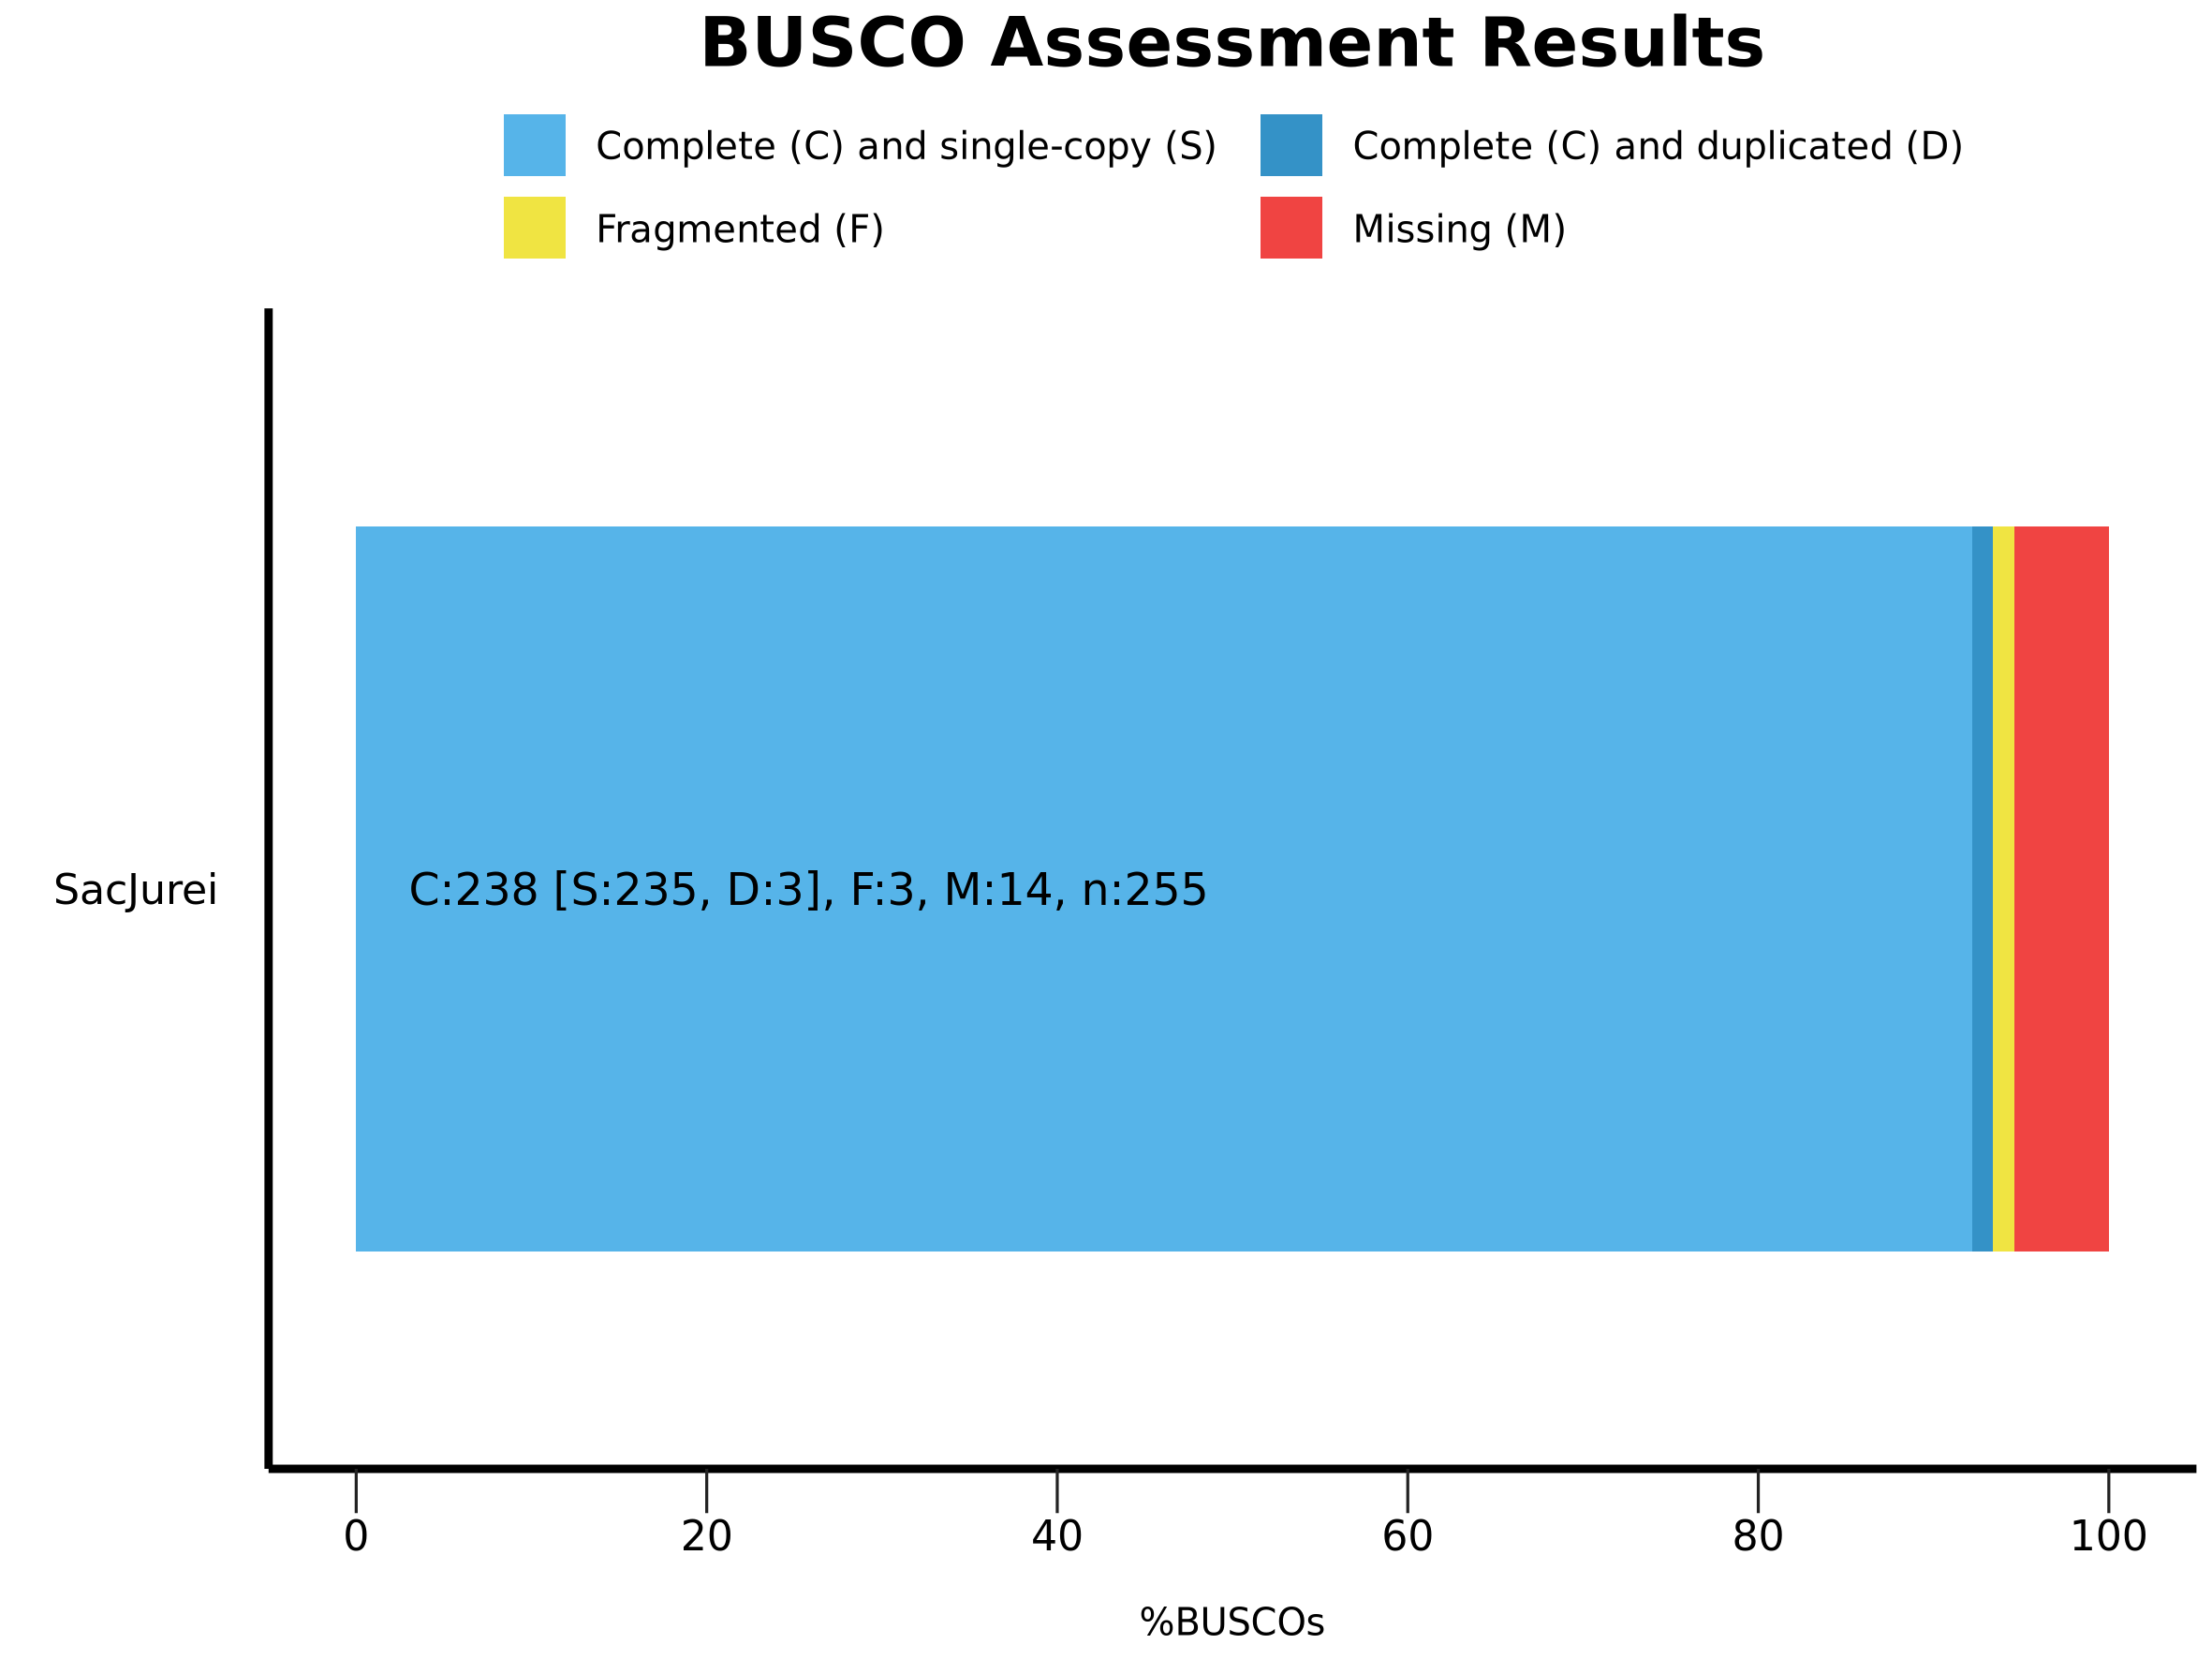 BUSCO Assessment Results
Complete (C) and single-copy (S)
Complete (C) and duplicated (D)
Fragmented (F)
Missing (M)
SacJurei
C:238 [S:235, D:3], F:3, M:14, n:255
0 20 40 60 80 100
%BUSCOs